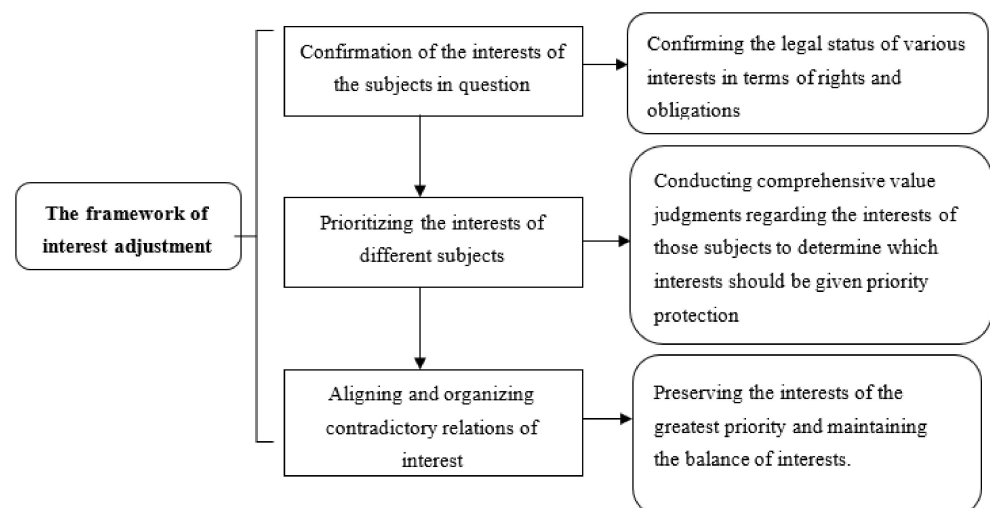 Confirmation of the interests of
the subjects in question
Confirming the legal status of various
interests in terms of rights and
obligations
The framework of
interest adjustment
Prioritizing the interests of
different subjects
Conducting comprehensive value
judgments regarding the interests of
those subjects to determine which
interests should be given priority
protection
Aligning and organizing
contradictory relations of
interest
Preserving the interests of the
greatest priority and maintaining
the balance of interests.